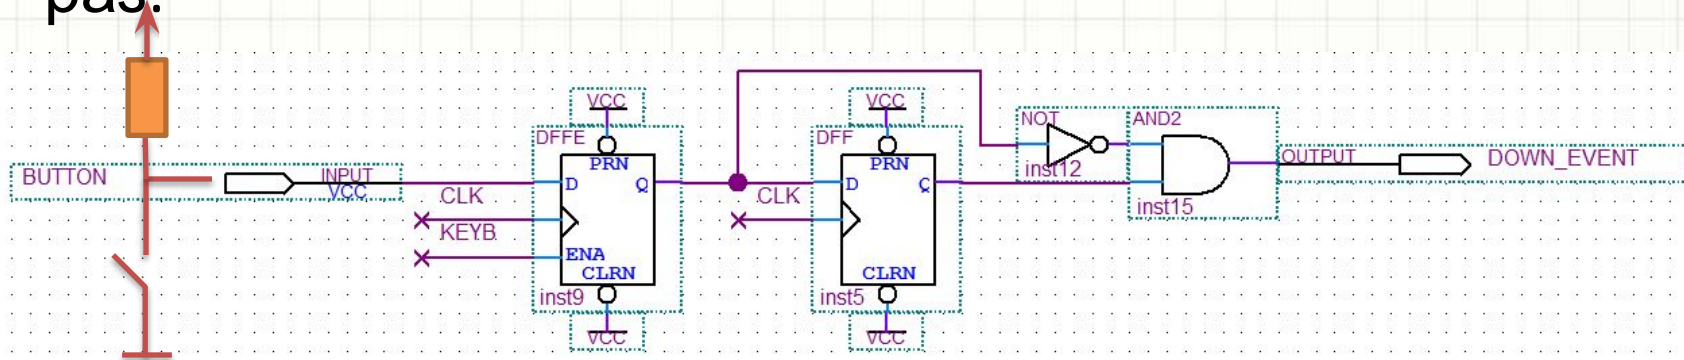 pas.
VCC
VCC
DFFE
DFF
NOT
AND2
PRN
PRN
BUTTON
INPUT
VCC
CLK
D
Q
CLK
D
Q
inst12
OUTPUT
DOWN_EVENT
inst15
KEYB
ENA
CLRN
CLRN
inst9
inst5
VCC
VCC